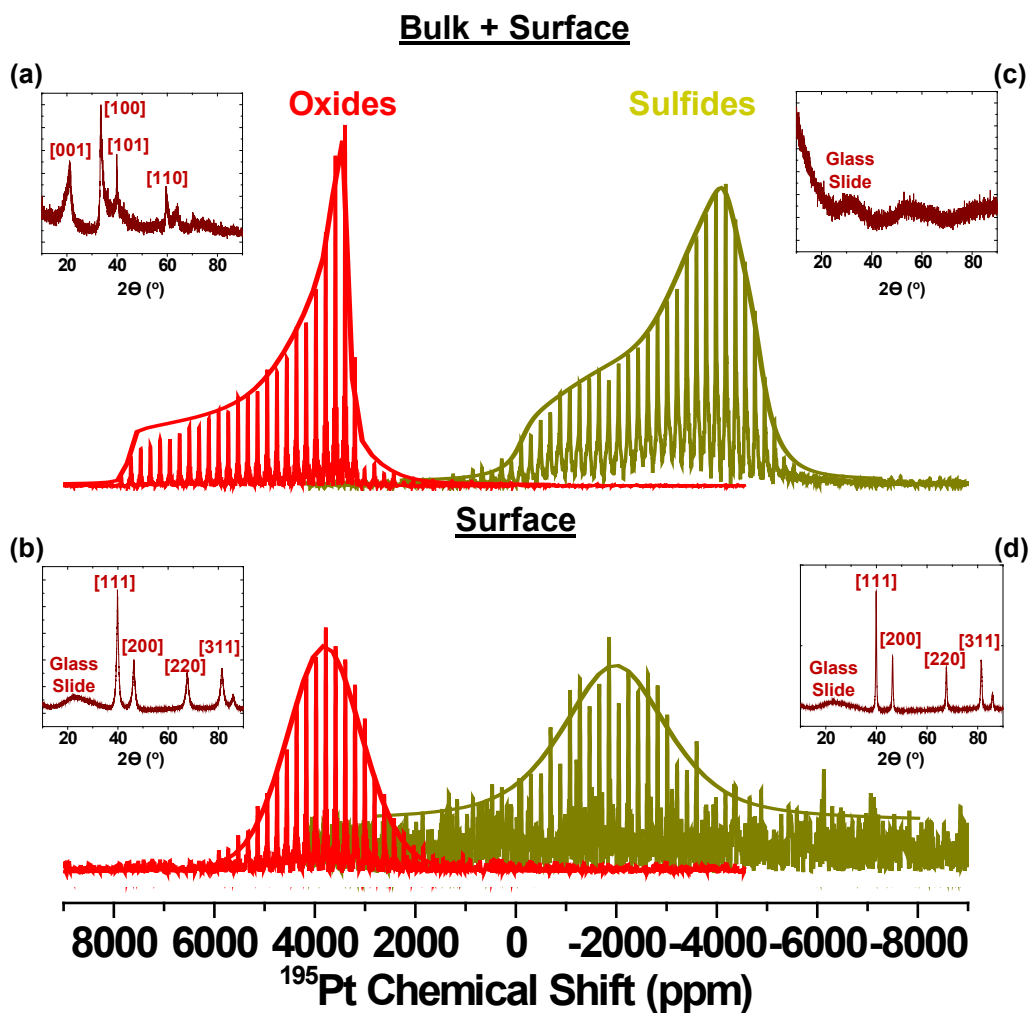 Bulk + Surface
(a)
[001]
[100]
[101]
[110]
20 40 60 80
2Θ (º)
Oxides
Sulfides
(c)
Glass
Slide
20 40 60 80
2Θ (º)
Surface
(b)
[111]
[200]
[220]
[311]
Glass
Slide
20 40 60 80
2Θ (º)
(d)
[111]
[200]
[220]
[311]
Glass
Slide
20 40 60 80
2Θ (º)
8000 6000 4000 2000 0 -2000 -4000 -6000 -8000
¹⁹⁵Pt Chemical Shift (ppm)